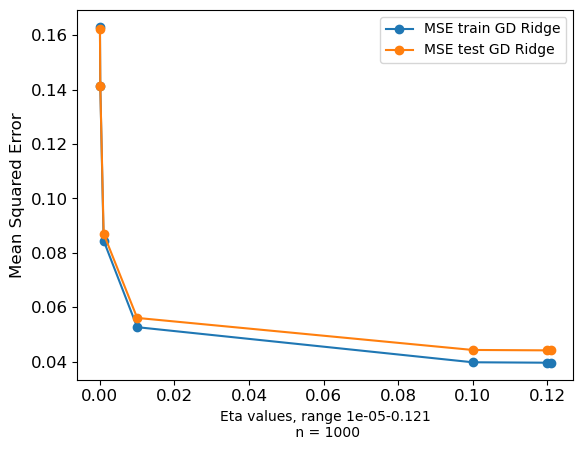 MSE train GD Ridge
MSE test GD Ridge
Mean Squared Error
0.16
0.14
0.12
0.10
0.08
0.06
0.04
0.00 0.02 0.04 0.06 0.08 0.10 0.12
Eta values, range 1e-05-0.121
n = 1000